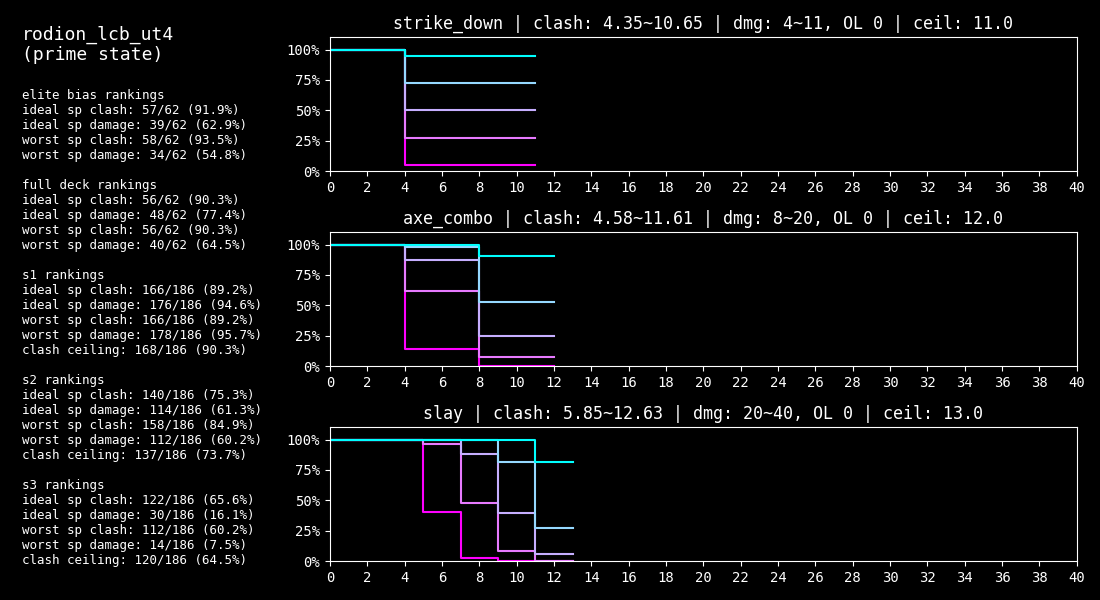 rodion_lcb_ut4
(prime state)
elite bias rankings
ideal sp clash: 57/62 (91.9%)
ideal sp damage: 39/62 (62.9%)
worst sp clash: 58/62 (93.5%)
worst sp damage: 34/62 (54.8%)
full deck rankings
ideal sp clash: 56/62 (90.3%)
ideal sp damage: 48/62 (77.4%)
worst sp clash: 56/62 (90.3%)
worst sp damage: 40/62 (64.5%)
s1 rankings
ideal sp clash: 166/186 (89.2%)
ideal sp damage: 176/186 (94.6%)
worst sp clash: 166/186 (89.2%)
worst sp damage: 178/186 (95.7%)
clash ceiling: 168/186 (90.3%)
s2 rankings
ideal sp clash: 140/186 (75.3%)
ideal sp damage: 114/186 (61.3%)
worst sp clash: 158/186 (84.9%)
worst sp damage: 112/186 (60.2%)
clash ceiling: 137/186 (73.7%)
s3 rankings
ideal sp clash: 122/186 (65.6%)
ideal sp damage: 30/186 (16.1%)
worst sp clash: 112/186 (60.2%)
worst sp damage: 14/186 (7.5%)
clash ceiling: 120/186 (64.5%)
strike_down | clash: 4.35~10.65 | dmg: 4~11, OL 0 | ceil: 11.0
100%
75%
50%
25%
0%
0 2 4 6 8 10 12 14 16 18 20 22 24 26 28 30 32 34 36 38 40
axe_combo | clash: 4.58~11.61 | dmg: 8~20, OL 0 | ceil: 12.0
100%
75%
50%
25%
0%
0 2 4 6 8 10 12 14 16 18 20 22 24 26 28 30 32 34 36 38 40
slay | clash: 5.85~12.63 | dmg: 20~40, OL 0 | ceil: 13.0
100%
75%
50%
25%
0%
0 2 4 6 8 10 12 14 16 18 20 22 24 26 28 30 32 34 36 38 40